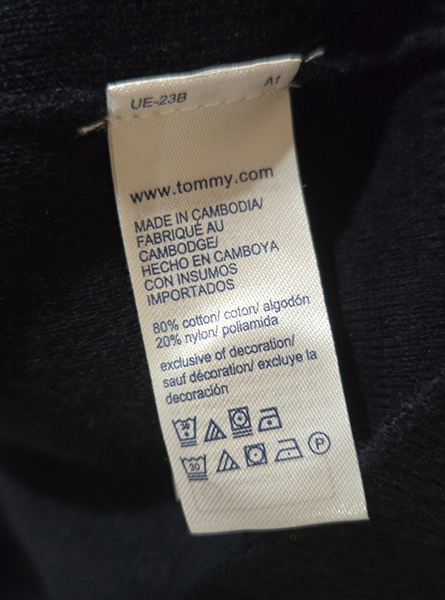 UE-23B A1
www.tommy.com
MADE IN CAMBODIA/
FABRIQUÉ AU
CAMBODGE/
HECHO EN CAMBOYA
CON INSUMOS
IMPORTADOS
80% cotton/ coton/ algodón
20% nylon/ poliamida
exclusive of decoration/
sauf décoration/ excluye la
decoración
30
30 P